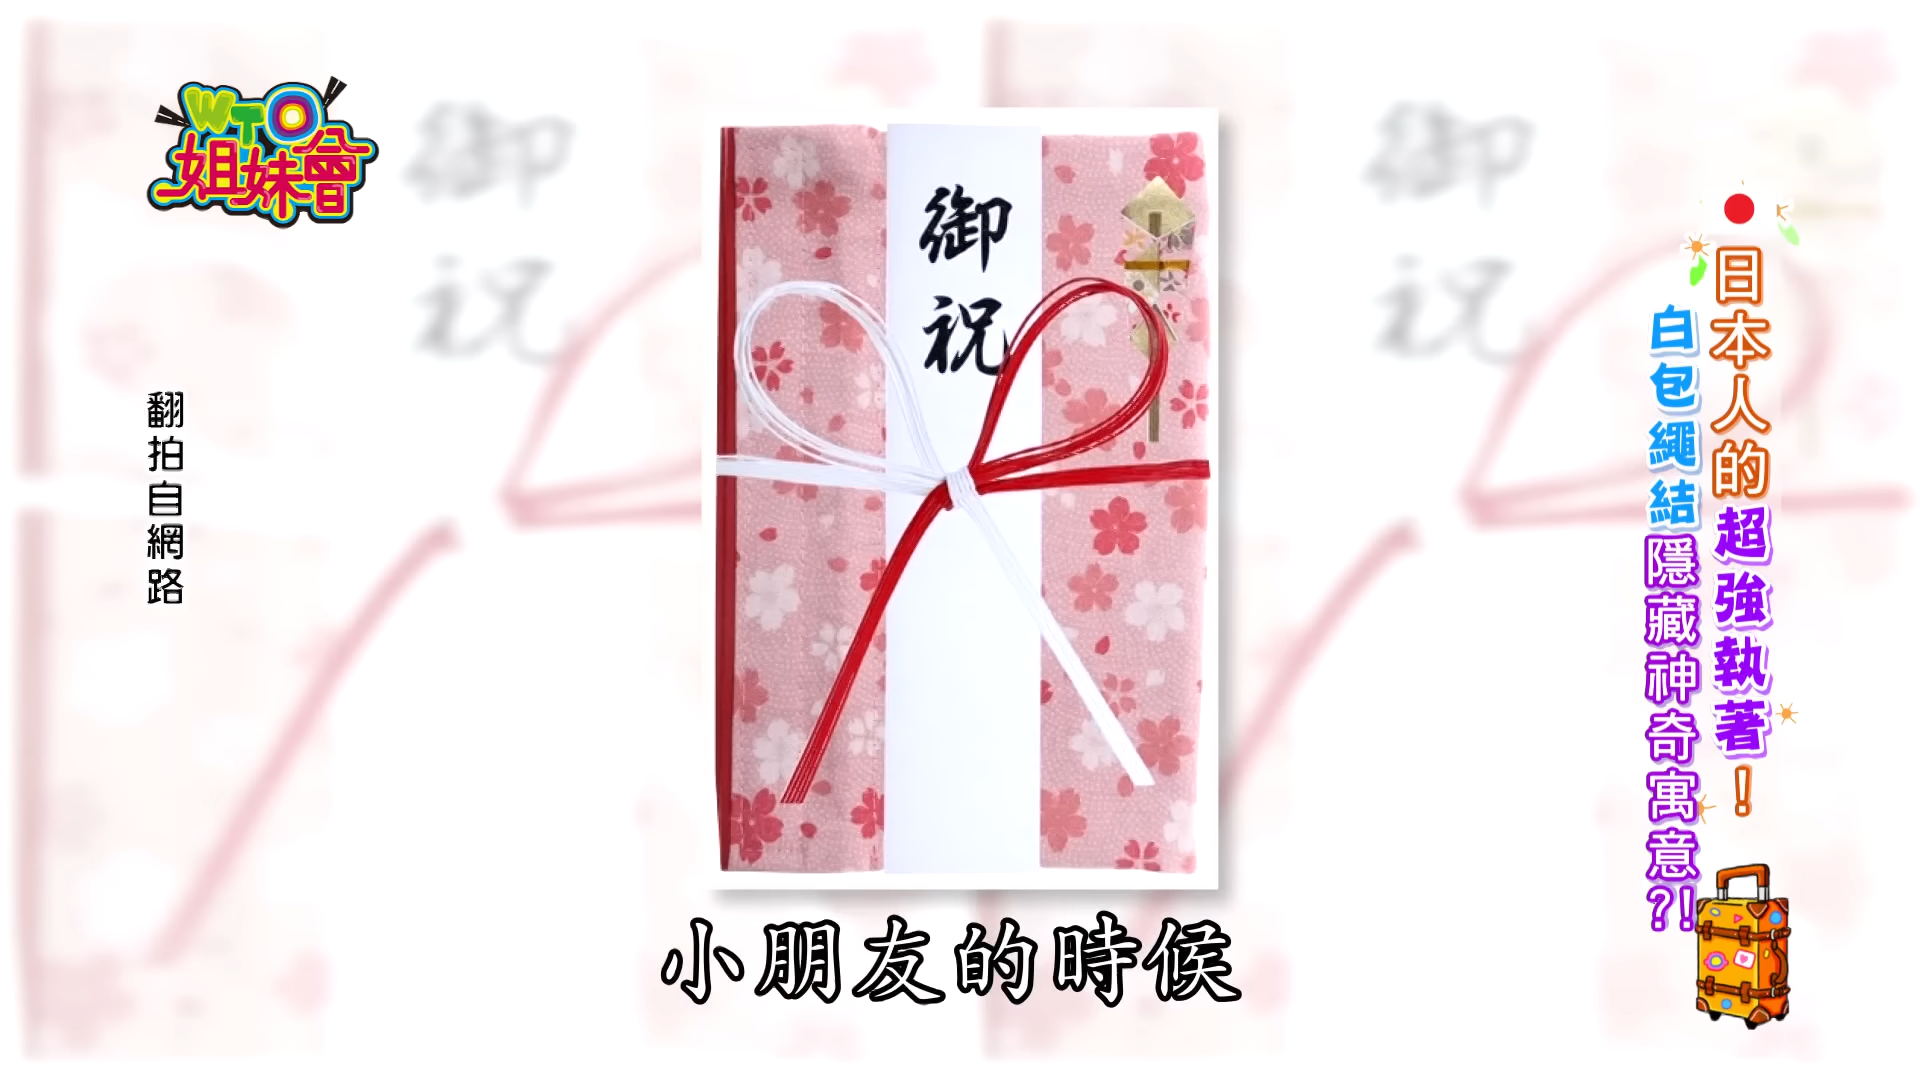 WTO
姐妹會
翻拍自網路
御祝
日本人的超強執著！
白包繩結隱藏神奇寓意?!
小朋友的時候